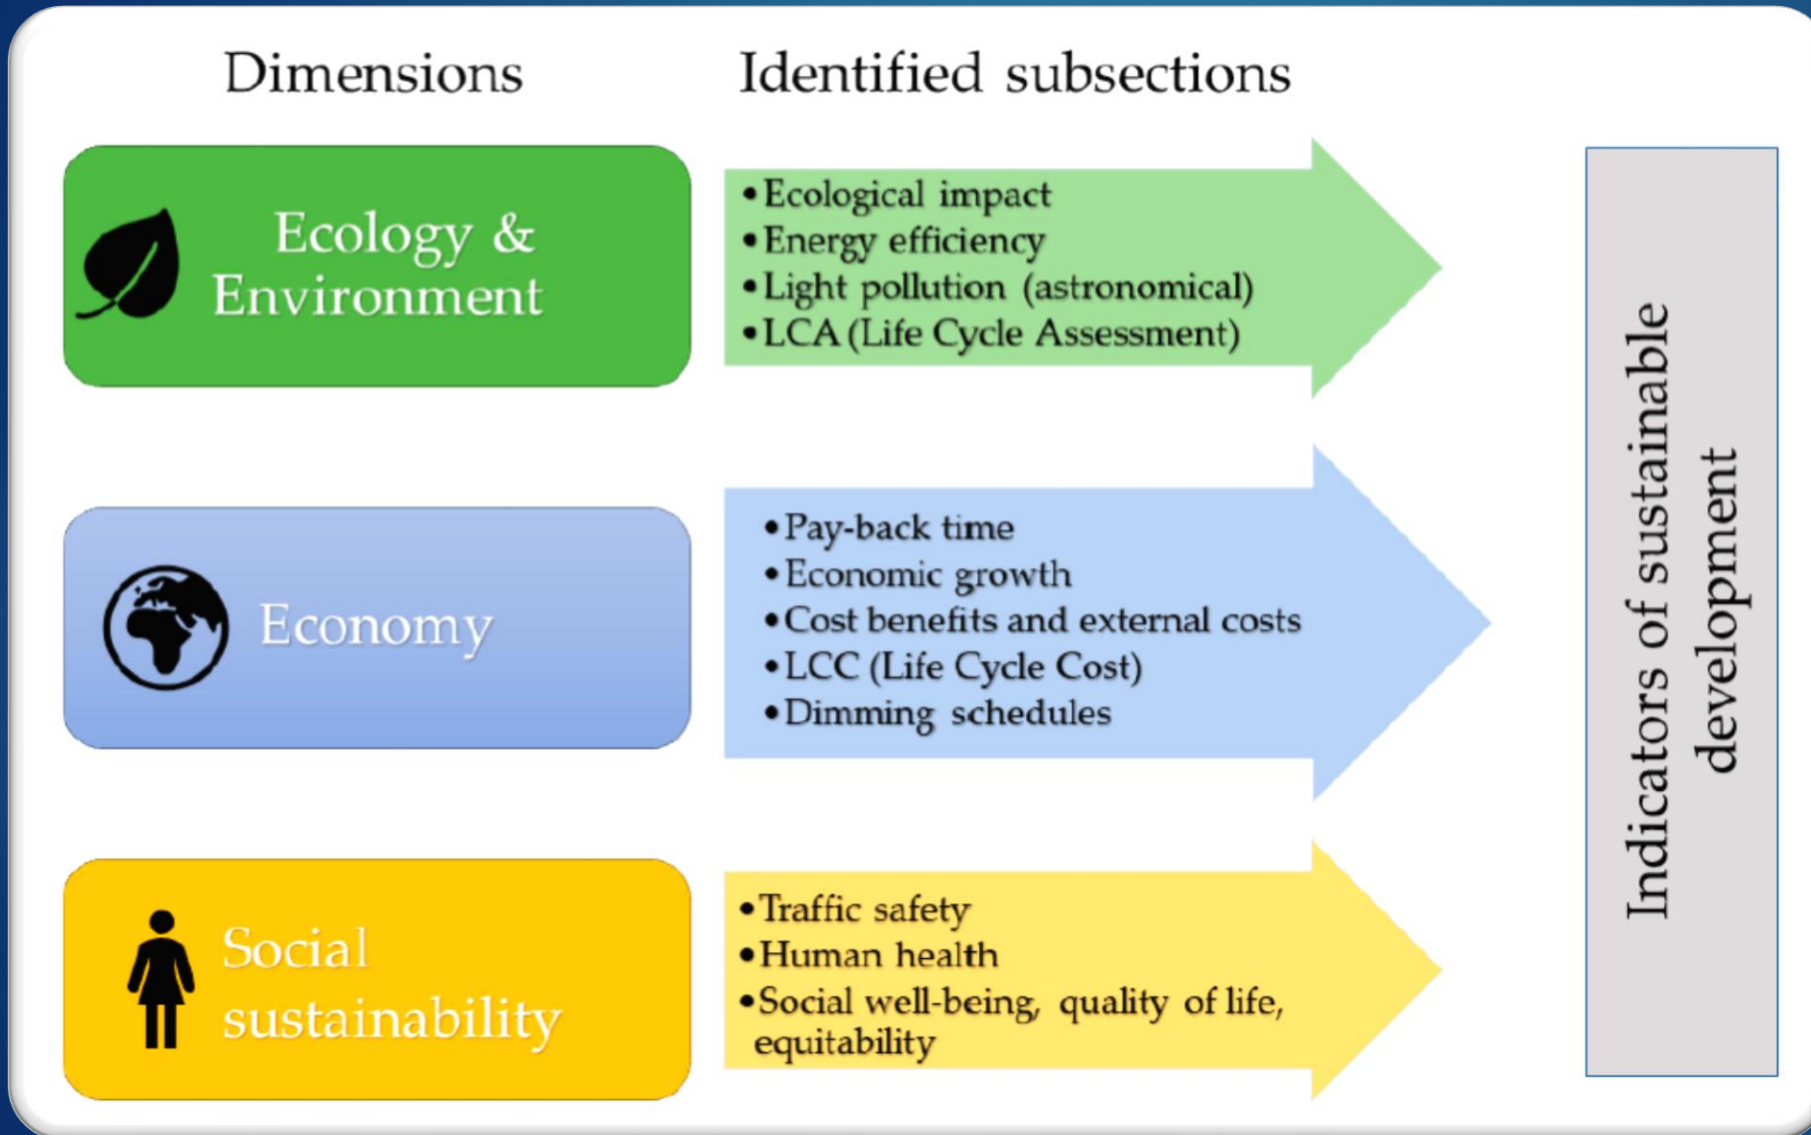 Dimensions
Identified subsections
Ecology &
Environment
•Ecological impact
•Energy efficiency
•Light pollution (astronomical)
•LCA (Life Cycle Assessment)
Economy
•Pay-back time
•Economic growth
•Cost benefits and external costs
•LCC (Life Cycle Cost)
•Dimming schedules
Social
sustainability
•Traffic safety
•Human health
•Social well-being, quality of life,
equitability
Indicators of sustainable
development